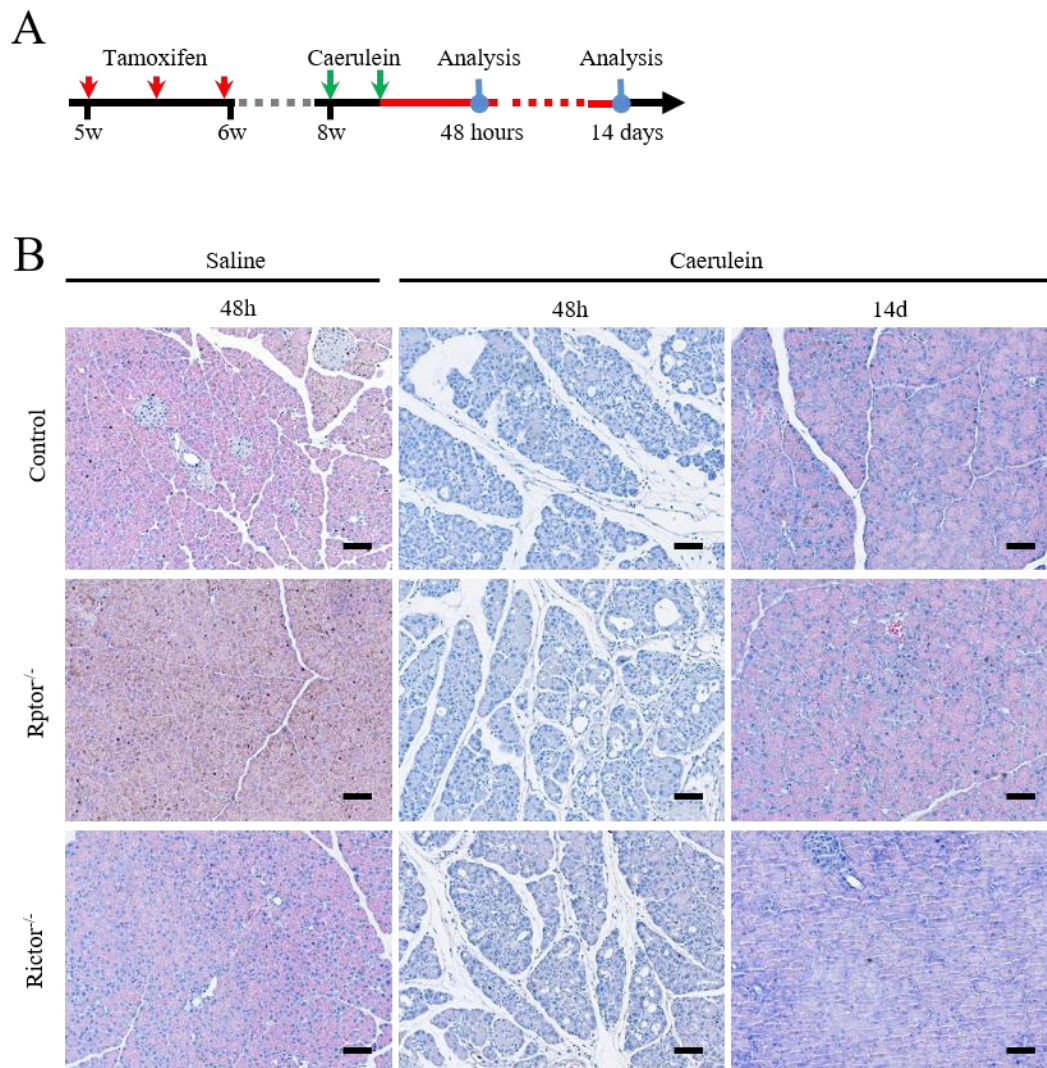 A
Tamoxifen Caerulein Analysis Analysis
5w 6w 8w 48 hours 14 days
B
Saline Caerulein
48h 48h 14d
Control
Rptor-/-
Rictor-/-